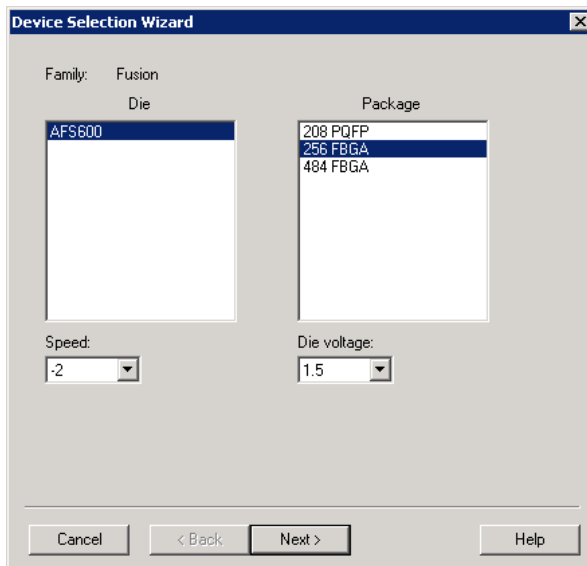 Device Selection Wizard
Family: Fusion
Die Package
AFS600 208 PQFP
256 FBGA
484 FBGA
Speed: Die voltage:
-2 1.5
Cancel < Back Next > Help